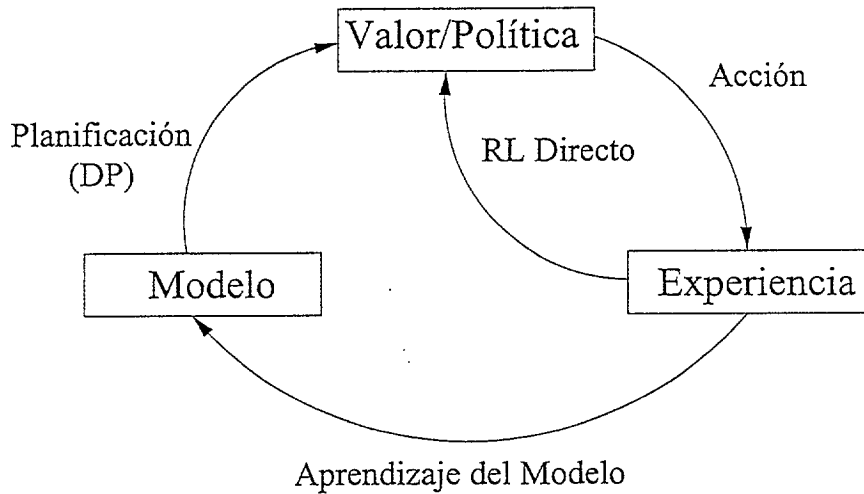 Valor/Política
Acción
Planificación
(DP)
RL Directo
Modelo
Experiencia
Aprendizaje del Modelo